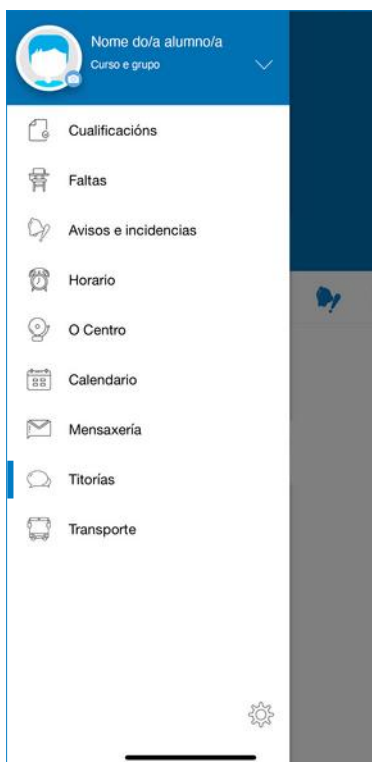 Nome do/a alumno/a
Curso e grupo
Cualificacións
Faltas
Avisos e incidencias
Horario
O Centro
Calendario
Mensaxería
Titorías
Transporte